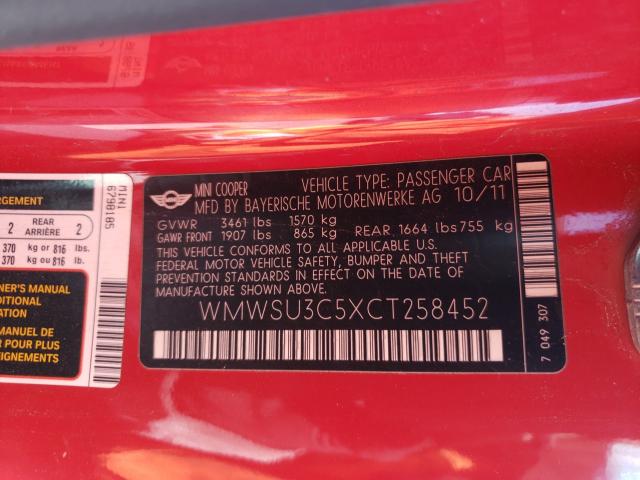 MINI COOPER VEHICLE TYPE: PASSENGER CAR
MFD BY BAYERISCHE MOTORENWERKE AG 10/11
GVWR 3461 lbs 1570 kg
GAWR FRONT 1907 lbs 865 kg REAR 1664 lbs755 kg
THIS VEHICLE CONFORMS TO ALL APPLICABLE U.S.
FEDERAL MOTOR VEHICLE SAFETY, BUMPER AND THEFT
PREVENTION STANDARDS IN EFFECT ON THE DATE OF
MANUFACTURE SHOWN ABOVE.
WMWSU3C5XCT258452
7 049 307
MINI
6798185
2 REAR
ARRIÈRE 2
370 kg or 816 lbs.
370 kg ou 816 lb.
NER'S MANUAL
DITIONAL
ATION
MANUEL DE
R POUR PLUS
EIGNEMENTS